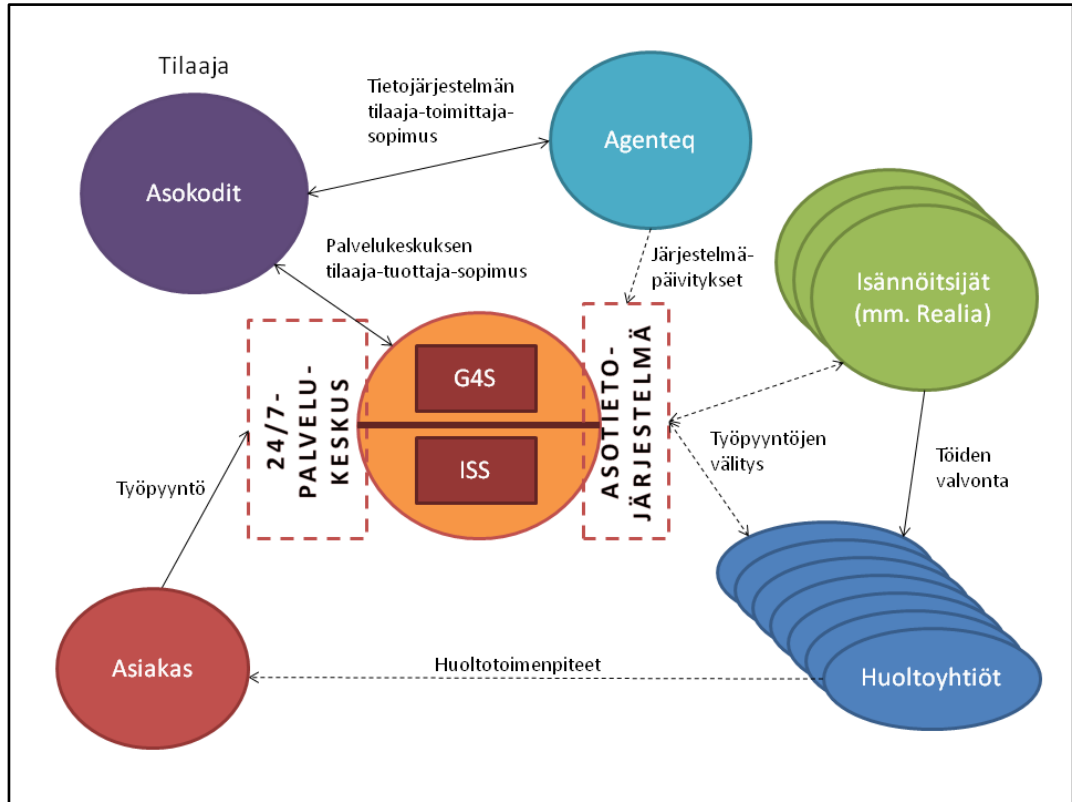 Tilaaja
Asokodit
Tietojärjestelmän
tilaaja-toimittaja-
sopimus
Agenteq
Palvelukeskuksen
tilaaja-tuottaja-sopimus
Järjestelmä-
päivitykset
Isännöitsijät
(mm. Realia)
24/7-
PALVELU-
KESKUS
G4S
ISS
ASOTIETO-
JÄRJESTELMÄ
Työpyyntöjen
välitys
Töiden
valvonta
Työpyyntö
Asiakas
Huoltotoimenpiteet
Huoltoyhtiöt